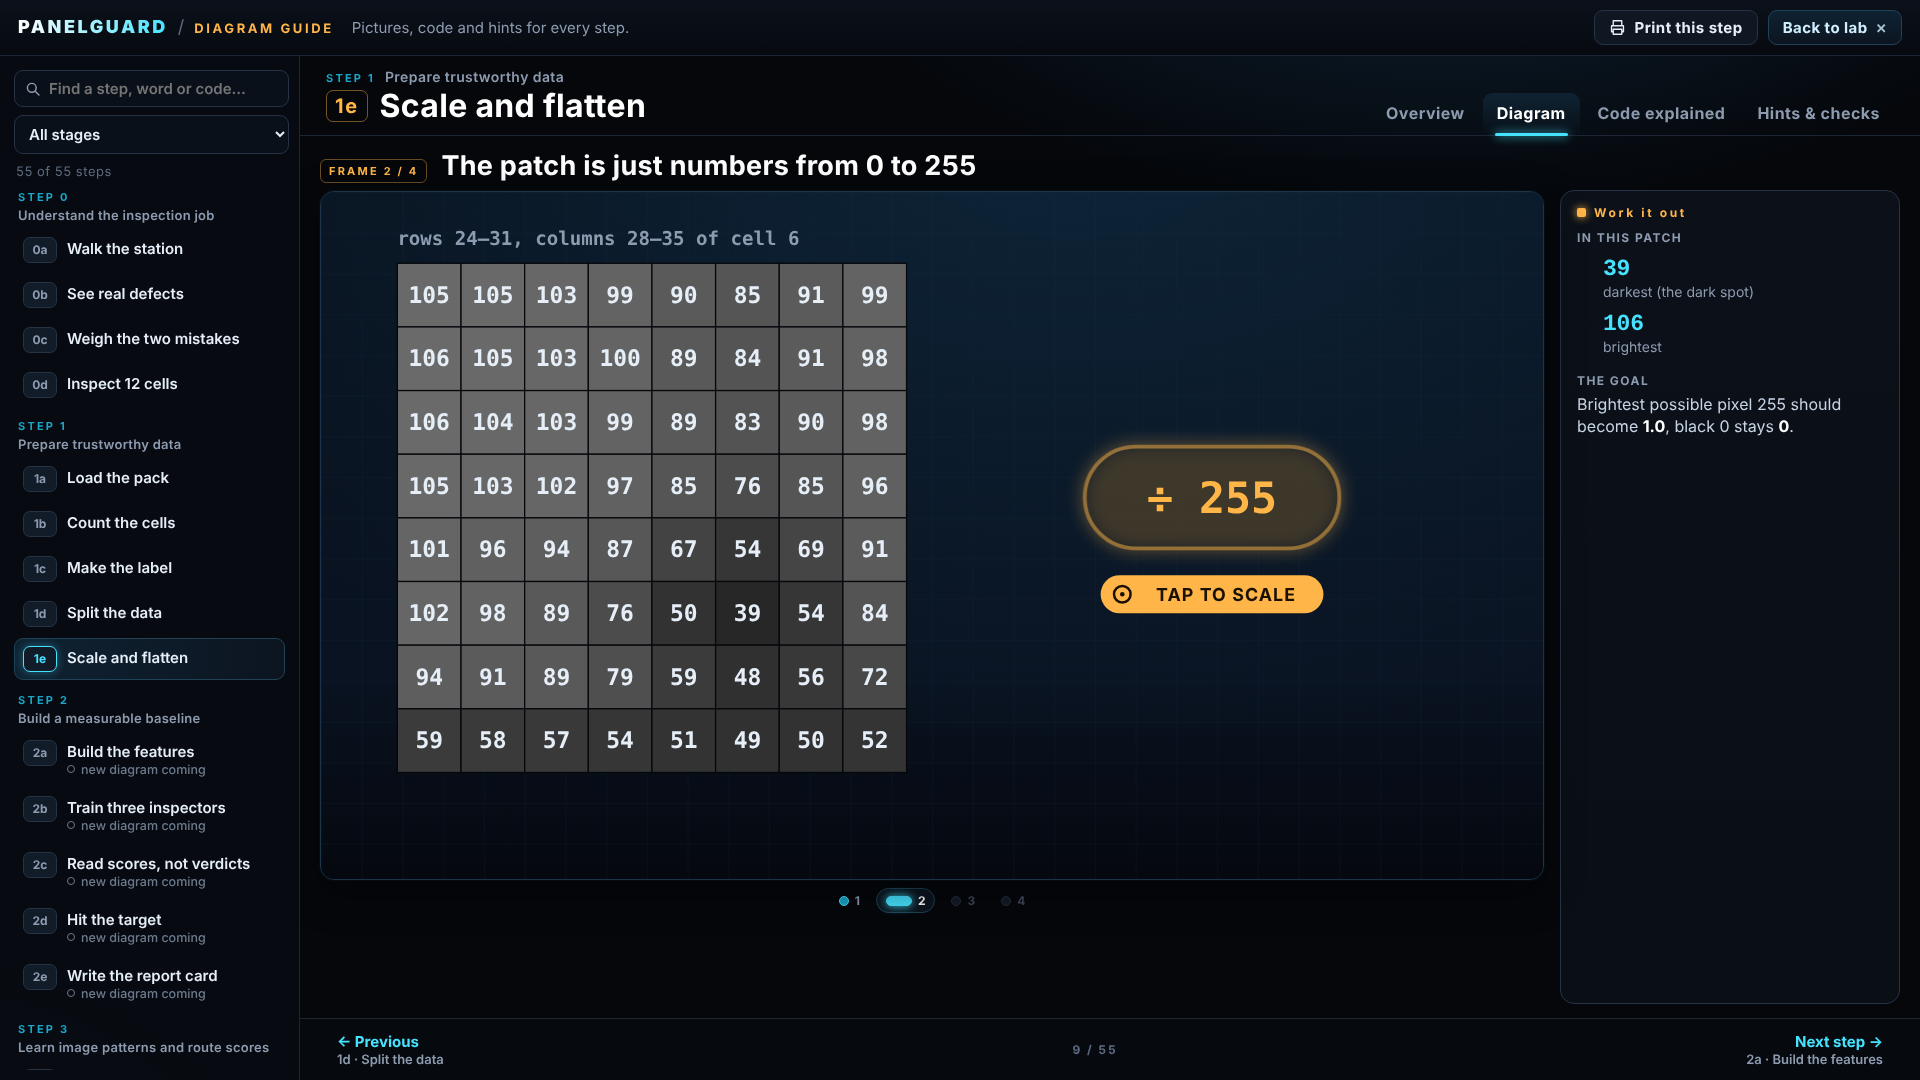 PANELGUARD / DIAGRAM GUIDE Pictures, code and hints for every step.
Print this step
Back to lab ×
Find a step, word or code...
All stages
55 of 55 steps
STEP 0
Understand the inspection job
0a Walk the station
0b See real defects
0c Weigh the two mistakes
0d Inspect 12 cells
STEP 1
Prepare trustworthy data
1a Load the pack
1b Count the cells
1c Make the label
1d Split the data
1e Scale and flatten
STEP 2
Build a measurable baseline
2a Build the features
new diagram coming
2b Train three inspectors
new diagram coming
2c Read scores, not verdicts
new diagram coming
2d Hit the target
new diagram coming
2e Write the report card
new diagram coming
STEP 3
Learn image patterns and route scores
STEP 1 Prepare trustworthy data
1e Scale and flatten
Overview Diagram Code explained Hints & checks
FRAME 2 / 4 The patch is just numbers from 0 to 255
rows 24–31, columns 28–35 of cell 6
105 105 103 99 90 85 91 99
106 105 103 100 89 84 91 98
106 104 103 99 89 83 90 98
105 103 102 97 85 76 85 96
101 96 94 87 67 54 69 91
102 98 89 76 50 39 54 84
94 91 89 79 59 48 56 72
59 58 57 54 51 49 50 52
÷ 255
TAP TO SCALE
1 2 3 4
Work it out
IN THIS PATCH
39
darkest (the dark spot)
106
brightest
THE GOAL
Brightest possible pixel 255 should
become 1.0, black 0 stays 0.
← Previous
1d · Split the data
9 / 55
Next step →
2a · Build the features